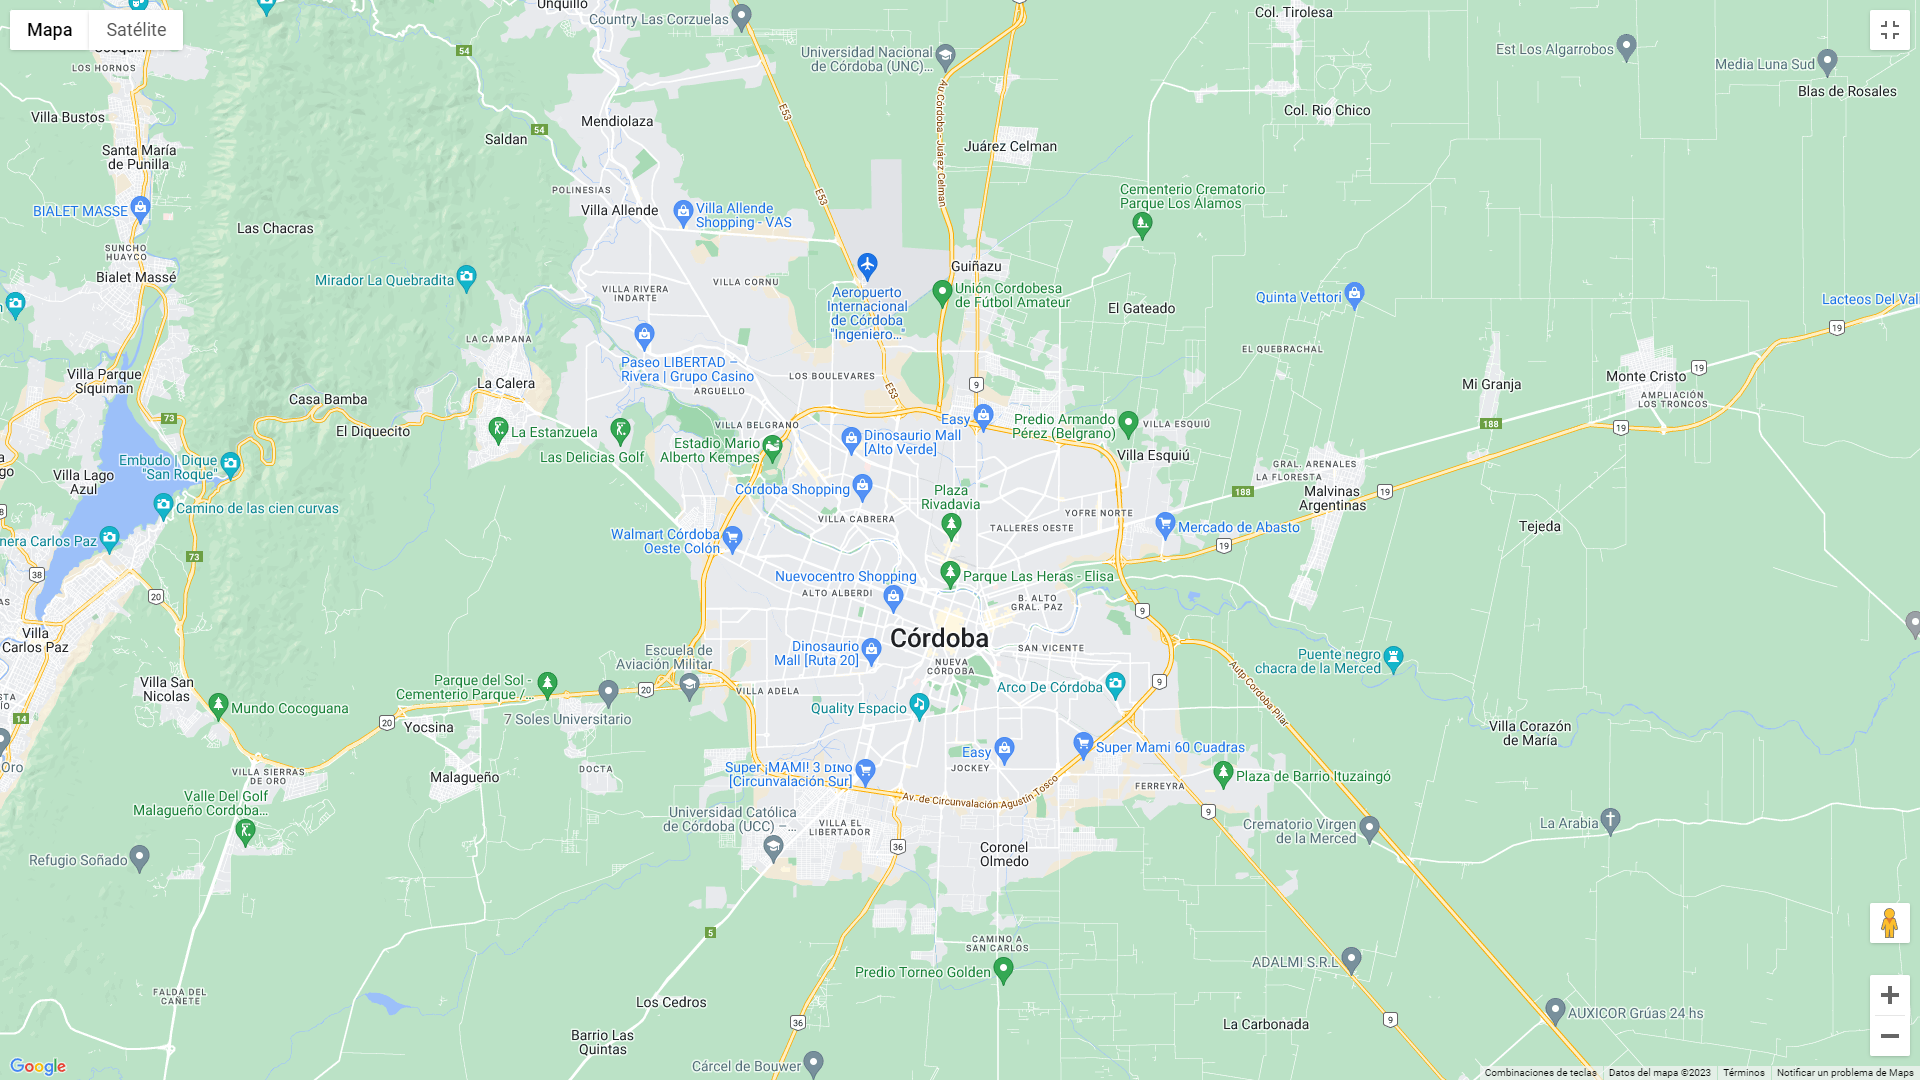 Mapa
Satélite
Unquillo
Country Las Corzuelas
Col. Tirolesa
Est Los Algarrobos
Media Luna Sud
Universidad Nacional
de Córdoba (UNC)…
LOS HORNOS
54
Blas de Rosales
Villa Bustos
Mendiolaza
E53
Av Córdoba - Juárez Celman
Col. Rio Chico
Saldan
54
Santa María
de Punilla
Juárez Celman
POLINESIAS
Villa Allende
Villa Allende
Shopping - VAS
E53
Cementerio Crematorio
Parque Los Álamos
BIALET MASSE
Las Chacras
SUNCHO
HUAYCO
Bialet Massé
Mirador La Quebradita
VILLA RIVERA
INDARTE
VILLA CORNU
Guiñazu
Aeropuerto
Internacional
de Córdoba
"Ingeniero…
Unión Cordobesa
de Fútbol Amateur
El Gateado
Quinta Vettori
Lacteos Del Vall
19
LA CAMPANA
EL QUEBRACHAL
Paseo LIBERTAD –
Rivera | Grupo Casino
ARGUELLO
LOS BOULEVARES
E53
9
Villa Parque
Síquiman
La Calera
Mi Granja
Monte Cristo
19
AMPLIACIÓN
LOS TRONCOS
Casa Bamba
73
El Diquecito
La Estanzuela
Las Delicias Golf
VILLA BELGRANO
Estadio Mario
Alberto Kempes
Dinosaurio Mall
[Alto Verde]
Easy
Predio Armando
Pérez (Belgrano)
VILLA ESQUIÚ
Villa Esquiú
188
19
Embudo | Dique
"San Roque"
Villa Lago
Azul
GRAL. ARENALES
LA FLORESTA
Malvinas
Argentinas
188
19
Córdoba Shopping
Plaza
Rivadavia
Camino de las cien curvas
VILLA CABRERA
TALLERES OESTE
YOFRE NORTE
Mercado de Abasto
Tejeda
Walmart Córdoba
Oeste Colón
nera Carlos Paz
73
19
38
20
Nuevocentro Shopping
ALTO ALBERDI
Parque Las Heras - Elisa
B. ALTO
GRAL. PAZ
9
Villa
Carlos Paz
Córdoba
SAN VICENTE
Dinosaurio
Mall [Ruta 20]
NUEVA
CÓRDOBA
Escuela de
Aviación Militar
Puente negro
chacra de la Merced
Villa San
Nicolas
Parque del Sol -
Cementerio Parque /…
20
VILLA ADELA
Arco De Córdoba
9
Autp Cordoba Pilar
14
Mundo Cocoguana
20
Yocsina
7 Soles Universitario
Quality Espacio
Villa Corazón
de María
Easy
JOCKEY
Super Mami 60 Cuadras
VILLA SIERRAS
DE ORO
Malagueño
DOCTA
Super ¡MAMI! 3 DINO
[Circunvalación Sur]
Plaza de Barrio Ituzaingó
FERREYRA
Valle Del Golf
Malagueño Cordoba…
Av. de Circunvalación Agustín Tosco
9
Universidad Católica
de Córdoba (UCC) –…
VILLA EL
LIBERTADOR
36
Coronel
Olmedo
Crematorio Virgen
de la Merced
La Arabia
Refugio Soñado
5
CAMINO A
SAN CARLOS
Predio Torneo Golden
ADALMI S.R.L
FALDA DEL
CAÑETE
Los Cedros
36
9
AUXICOR Grúas 24 hs
La Carbonada
Barrio Las
Quintas
Cárcel de Bouwer
Google
Combinaciones de teclas
Datos del mapa ©2023
Términos
Notificar un problema de Maps